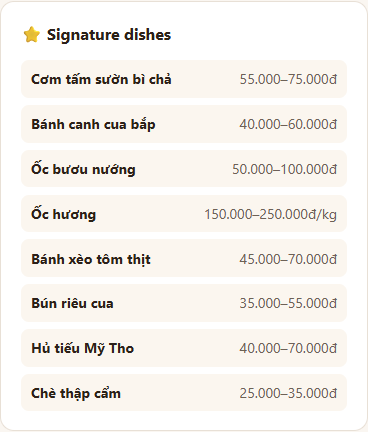 Signature dishes
Cơm tấm sườn bì chả 55.000–75.000đ
Bánh canh cua bắp 40.000–60.000đ
Ốc bươu nướng 50.000–100.000đ
Ốc hương 150.000–250.000đ/kg
Bánh xèo tôm thịt 45.000–70.000đ
Bún riêu cua 35.000–55.000đ
Hủ tiếu Mỹ Tho 40.000–70.000đ
Chè thập cẩm 25.000–35.000đ